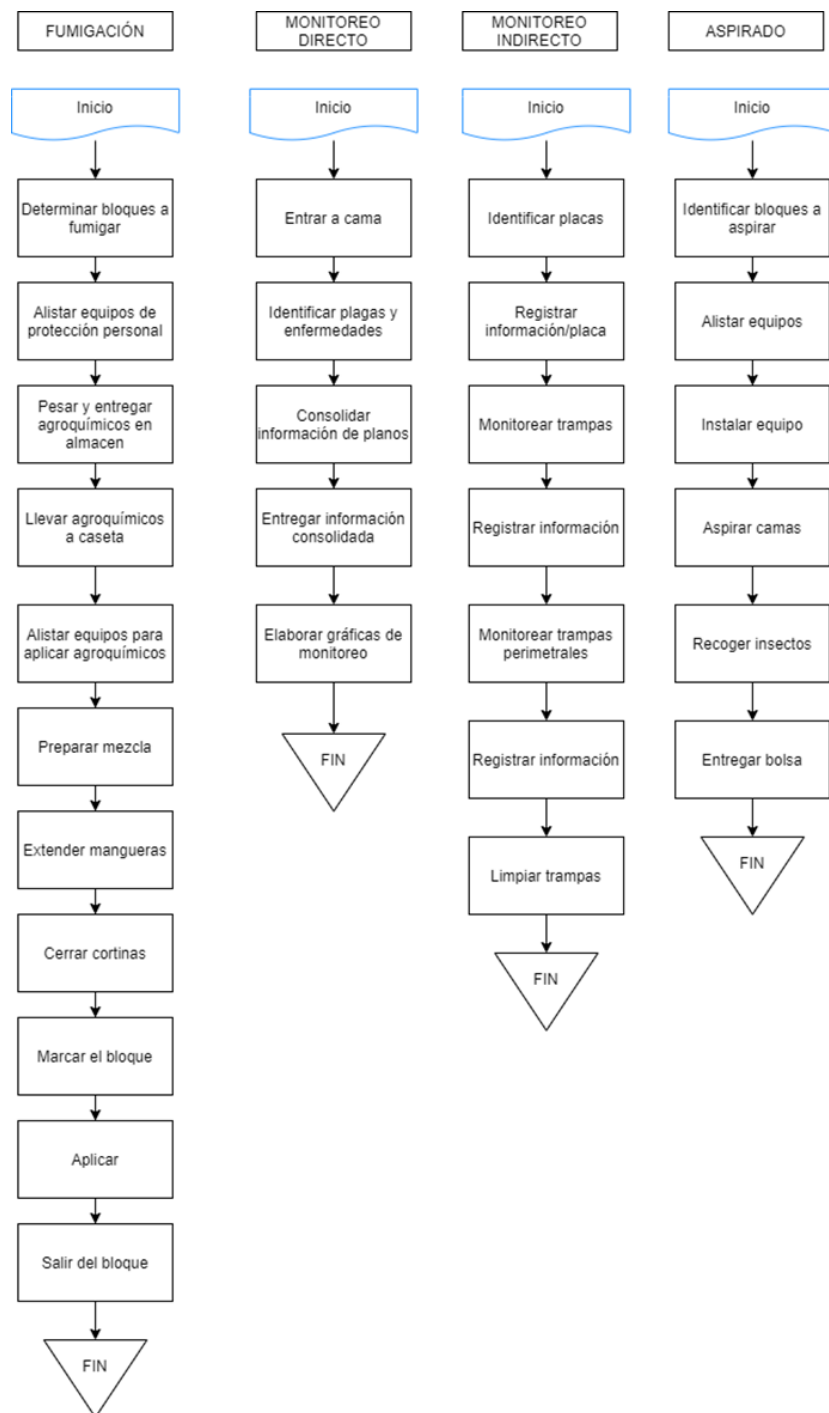 FUMIGACIÓN
Inicio
Determinar bloques a
fumigar
Alistar equipos de
protección personal
Pesar y entregar
agroquímicos en
almacen
Llevar agroquímicos
a caseta
Alistar equipos para
aplicar agroquímicos
Preparar mezcla
Extender mangueras
Cerrar cortinas
Marcar el bloque
Aplicar
Salir del bloque
FIN
MONITOREO
DIRECTO
Inicio
Entrar a cama
Identificar plagas y
enfermedades
Consolidar
información de planos
Entregar información
consolidada
Elaborar gráficas de
monitoreo
FIN
MONITOREO
INDIRECTO
Inicio
Identificar placas
Registrar
información/placa
Monitorear trampas
Registrar información
Monitorear trampas
perimetrales
Registrar información
Limpiar trampas
FIN
ASPIRADO
Inicio
Identificar bloques a
aspirar
Alistar equipos
Instalar equipo
Aspirar camas
Recoger insectos
Entregar bolsa
FIN